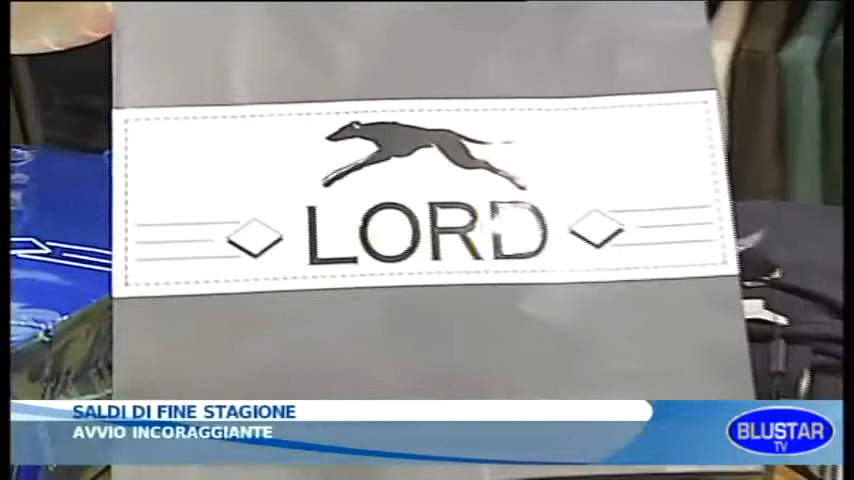 LORD
SALDI DI FINE STAGIONE
AVVIO INCORAGGIANTE
BLUSTAR
TV